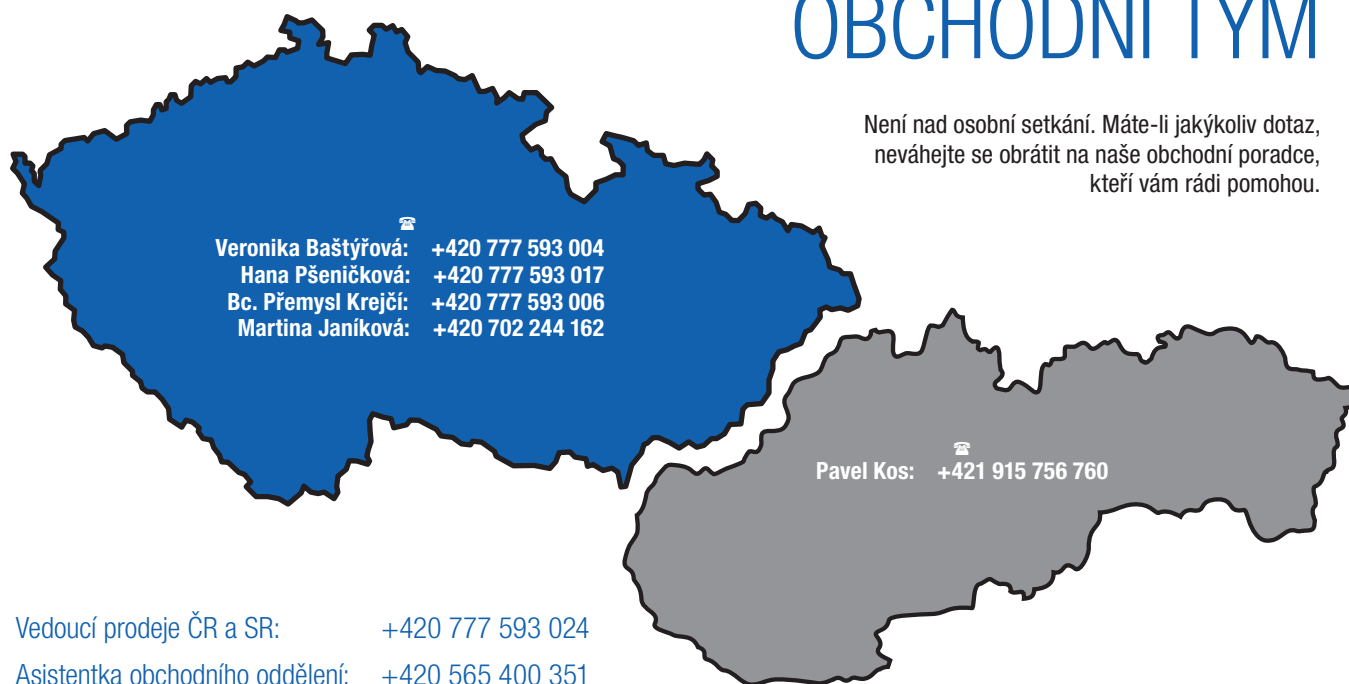 OBCHODNÍ TÝM
Není nad osobní setkání. Máte-li jakýkoliv dotaz,
neváhejte se obrátit na naše obchodní poradce,
kteří vám rádi pomohou.
☎
Veronika Baštýřová: +420 777 593 004
Hana Pšeničková: +420 777 593 017
Bc. Přemysl Krejčí: +420 777 593 006
Martina Janíková: +420 702 244 162
☎
Pavel Kos: +421 915 756 760
Vedoucí prodeje ČR a SR: +420 777 593 024
Asistentka obchodního oddělení: +420 565 400 351